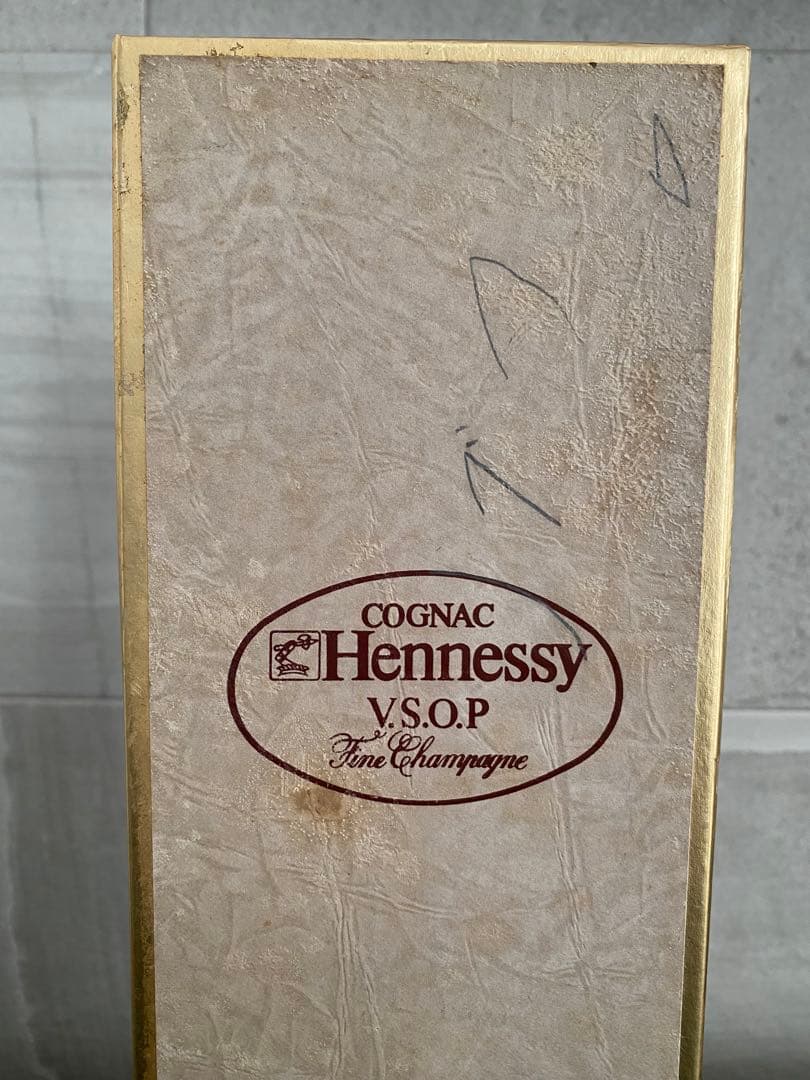 COGNAC
Hennessy
V.S.O.P
Fine Champagne